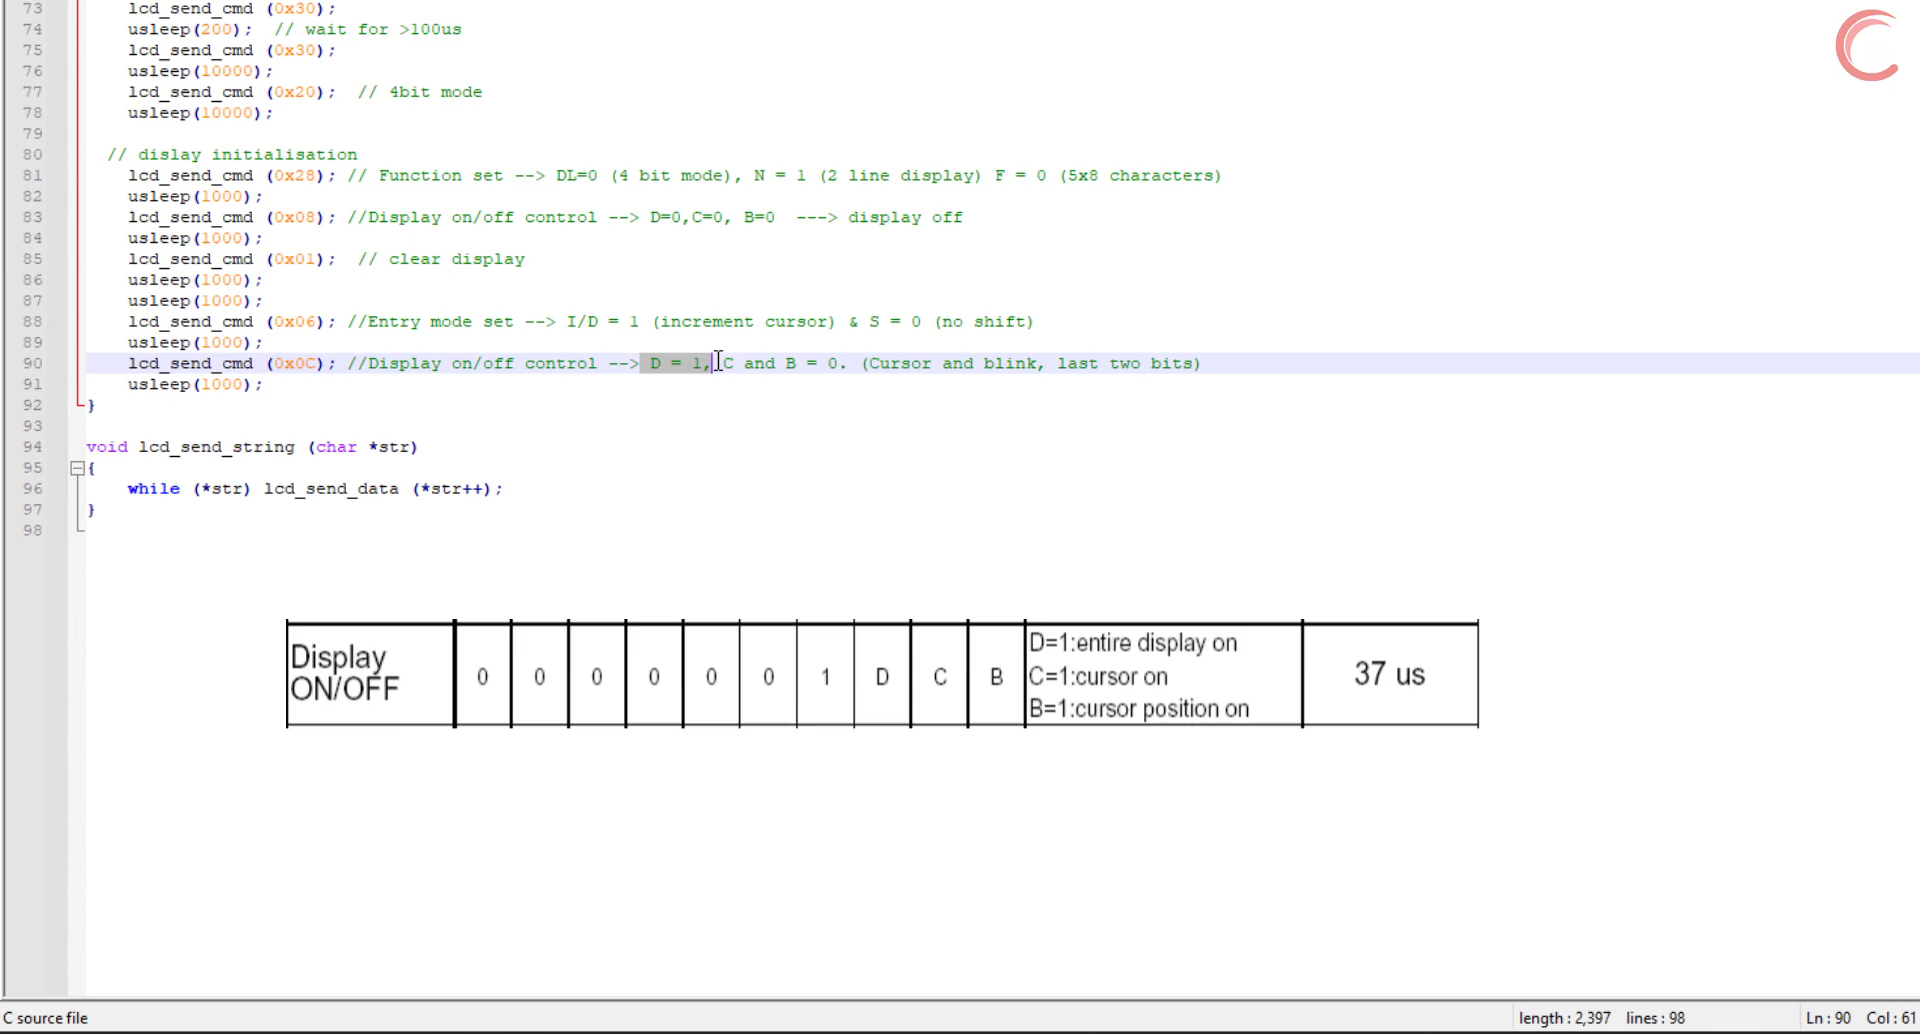 73 lcd_send_cmd (0x30);
74 usleep(200);  // wait for >100us
75 lcd_send_cmd (0x30);
76 usleep(10000);
77 lcd_send_cmd (0x20);  // 4bit mode
78 usleep(10000);
79
80 // dislay initialisation
81 lcd_send_cmd (0x28); // Function set --> DL=0 (4 bit mode), N = 1 (2 line display) F = 0 (5x8 characters)
82 usleep(1000);
83 lcd_send_cmd (0x08); //Display on/off control --> D=0,C=0, B=0  ---> display off
84 usleep(1000);
85 lcd_send_cmd (0x01);  // clear display
86 usleep(1000);
87 usleep(1000);
88 lcd_send_cmd (0x06); //Entry mode set --> I/D = 1 (increment cursor) & S = 0 (no shift)
89 usleep(1000);
90 lcd_send_cmd (0x0C); //Display on/off control --> D = 1, C and B = 0. (Cursor and blink, last two bits)
91 usleep(1000);
92 }
93
94 void lcd_send_string (char *str)
95 {
96 while (*str) lcd_send_data (*str++);
97 }
98
Display ON/OFF 0 0 0 0 0 0 1 D C B
D=1:entire display on
C=1:cursor on
B=1:cursor position on
37 us
C source file length : 2,397 lines : 98 Ln : 90 Col : 61